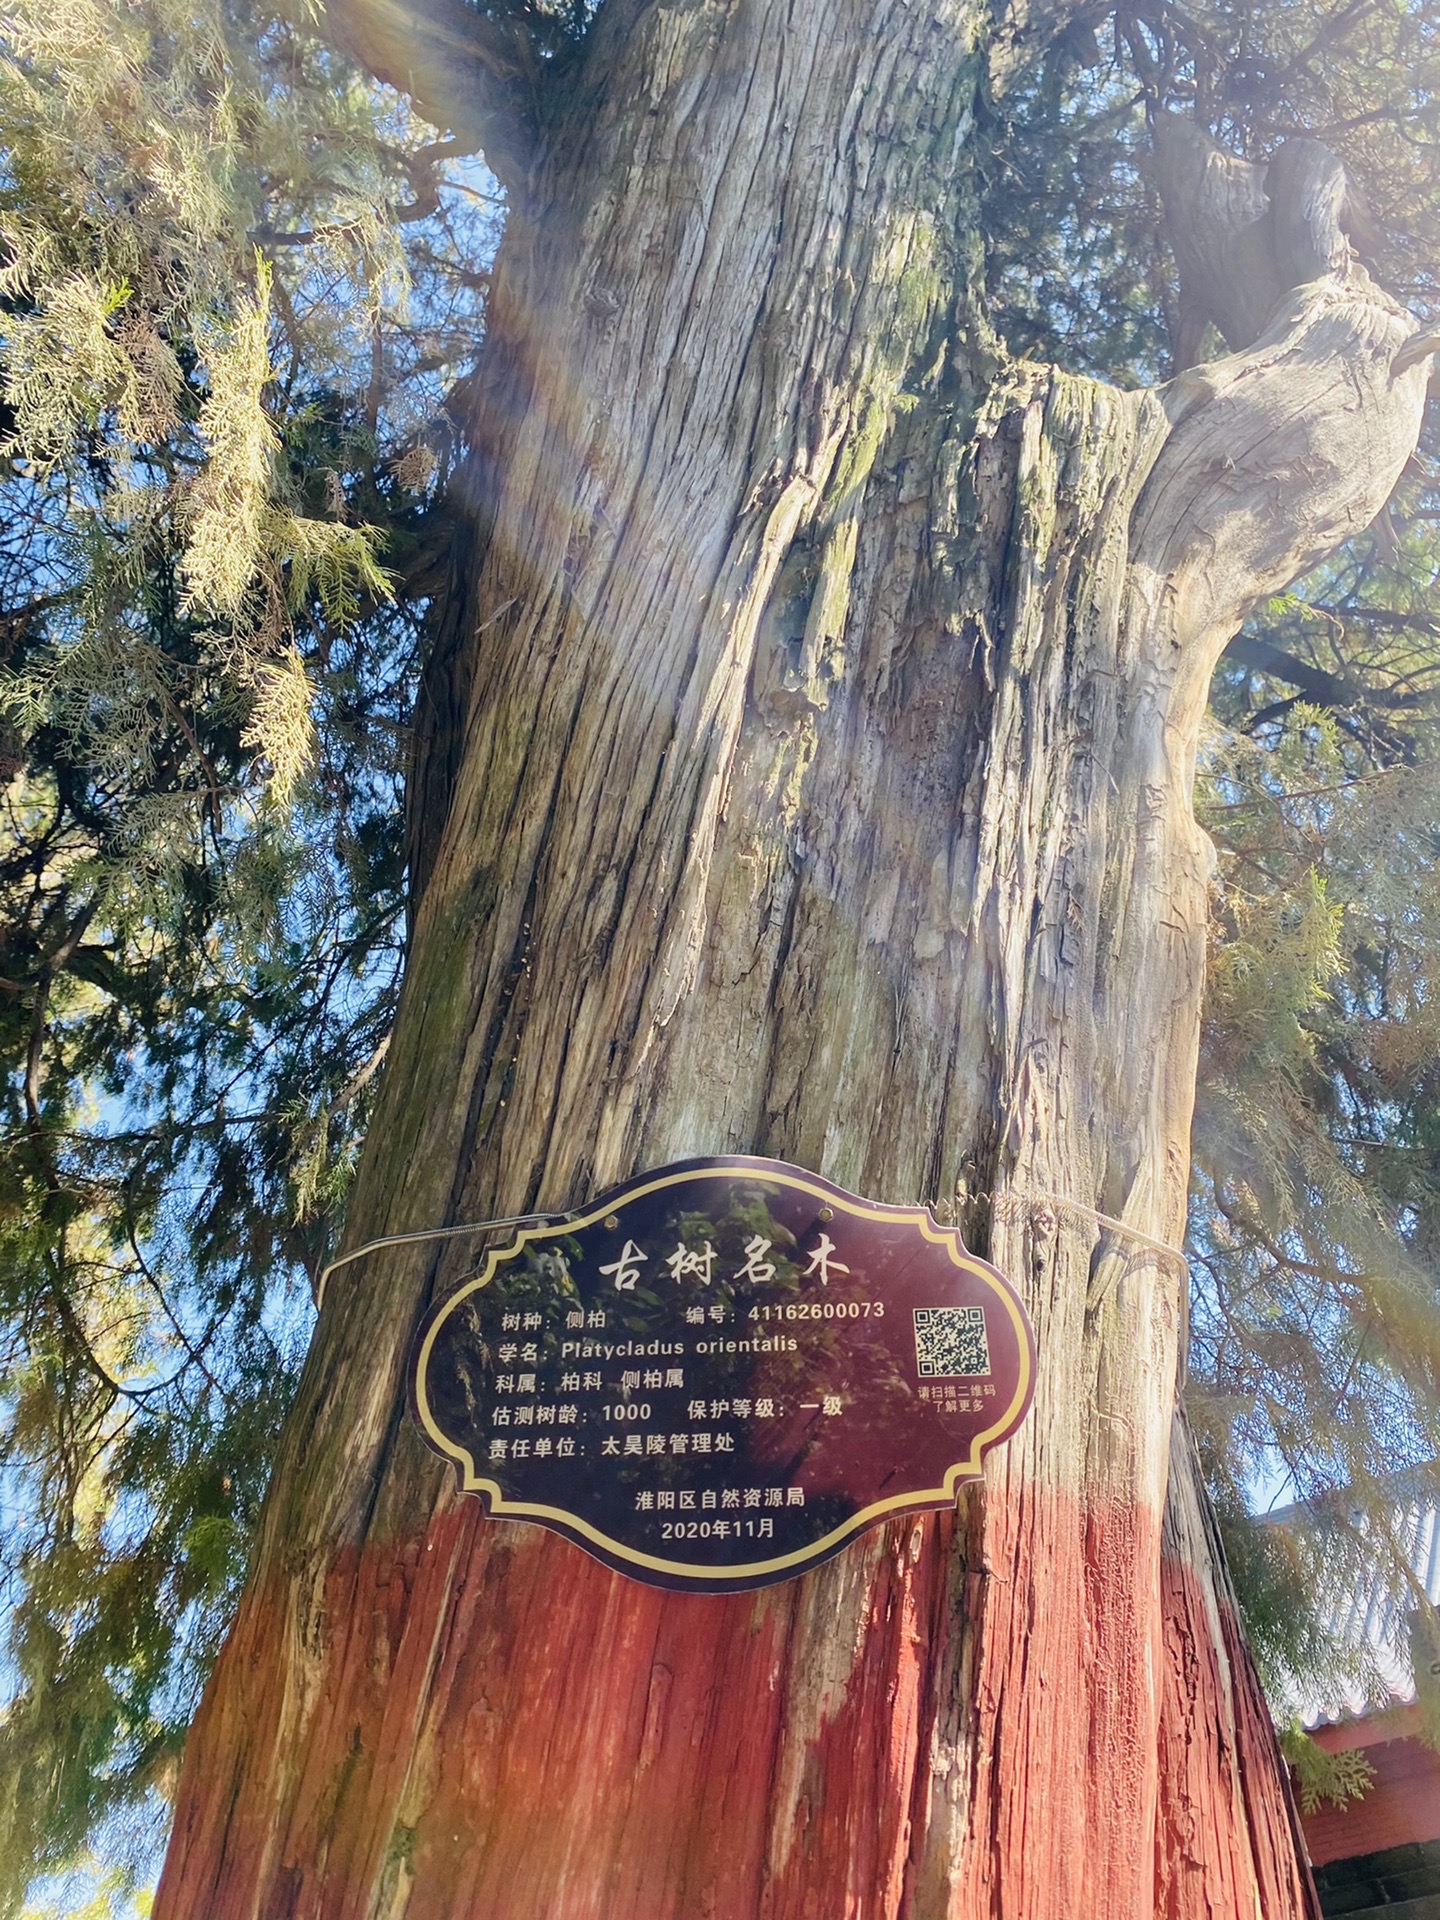 古树名木
树种：侧柏 编号：41162600073
学名：Platycladus orientalis
科属：柏科 侧柏属
估测树龄：1000 保护等级：一级
责任单位：太昊陵管理处
请扫描二维码
了解更多
淮阳区自然资源局
2020年11月